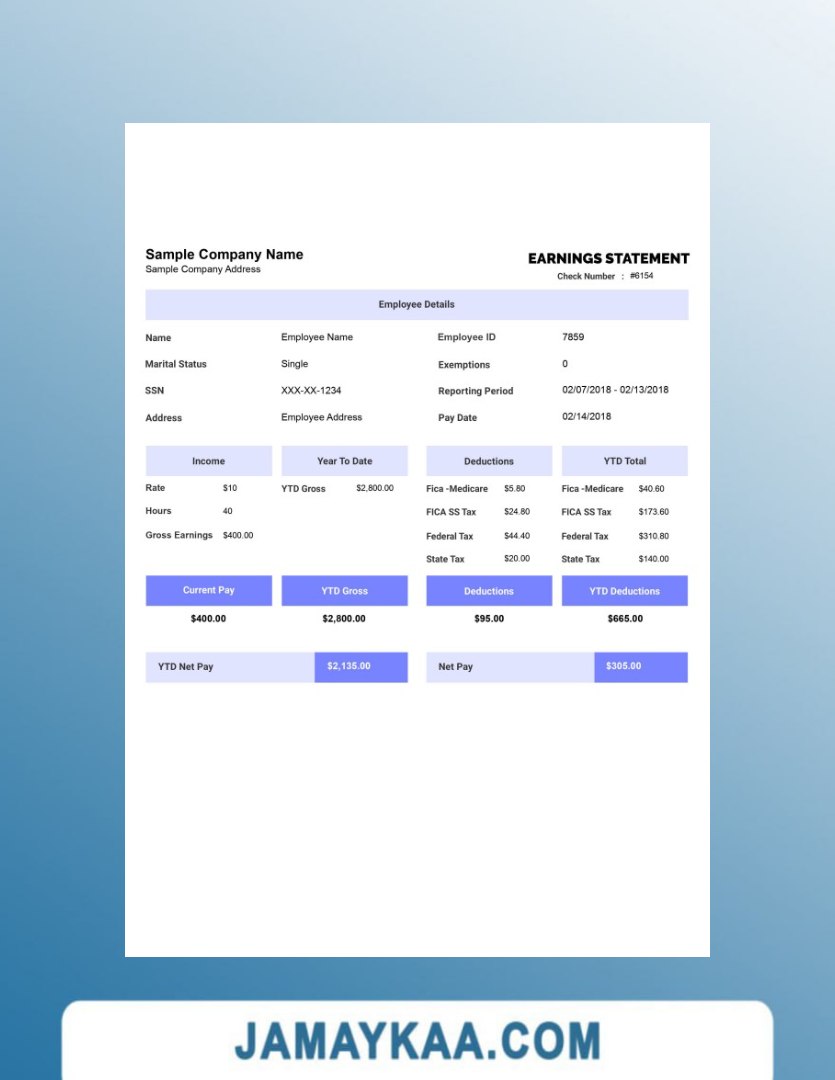 Sample Company Name
Sample Company Address
EARNINGS STATEMENT
Check Number : #6154
Employee Details
Name Employee Name Employee ID 7859
Marital Status Single Exemptions 0
SSN XXX-XX-1234 Reporting Period 02/07/2018 - 02/13/2018
Address Employee Address Pay Date 02/14/2018
Income Year To Date Deductions YTD Total
Rate $10 YTD Gross $2,800.00 Fica -Medicare $5.80 Fica -Medicare $40.60
Hours 40 FICA SS Tax $24.80 FICA SS Tax $173.60
Gross Earnings $400.00 Federal Tax $44.40 Federal Tax $310.80
State Tax $20.00 State Tax $140.00
Current Pay YTD Gross Deductions YTD Deductions
$400.00 $2,800.00 $95.00 $665.00
YTD Net Pay $2,135.00 Net Pay $305.00
JAMAYKAA.COM